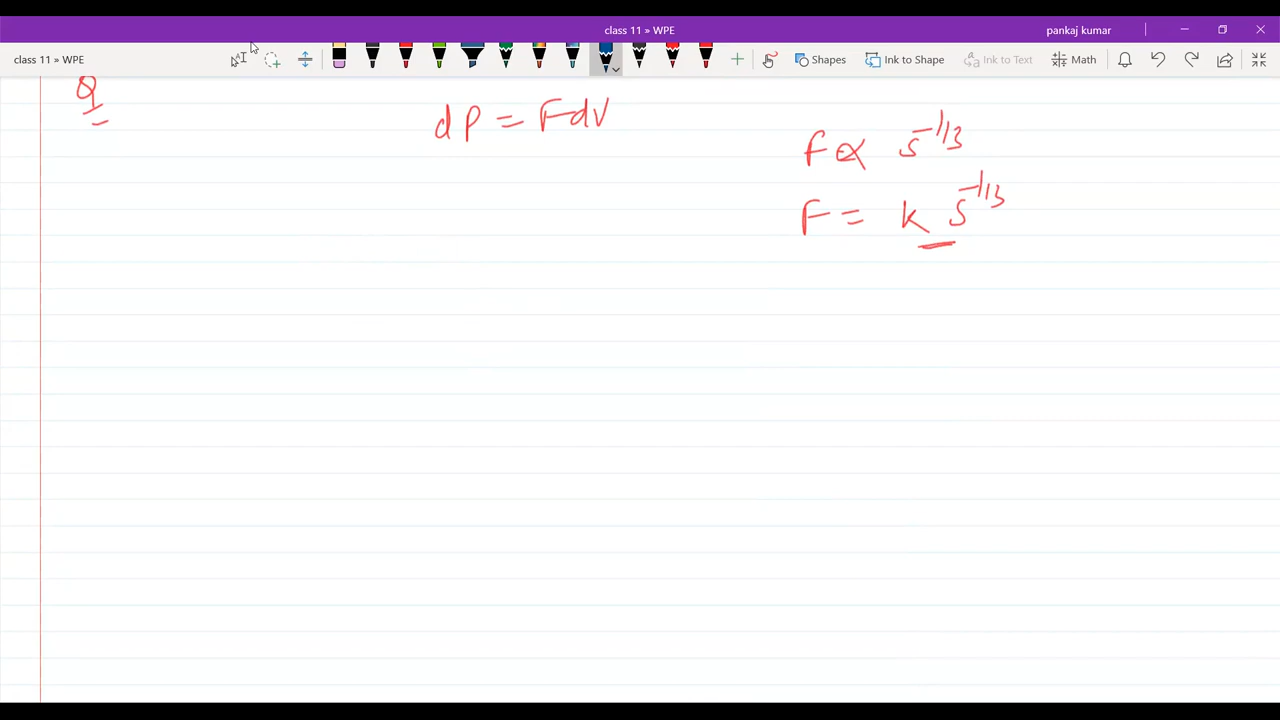 class 11 » WPE
pankaj kumar
class 11 » WPE
Shapes
Ink to Shape
Ink to Text
Math
Q
dP = FdV
F ∝ s^-1/3
F = k s^-1/3